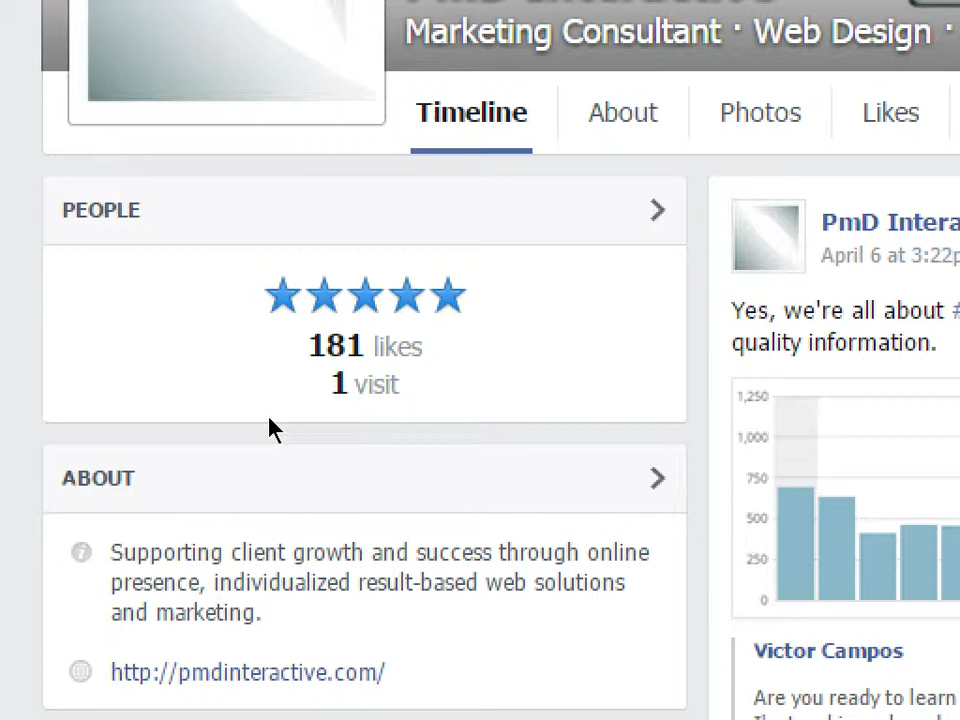 Marketing Consultant · Web Design ·
Timeline
About
Photos
Likes
PEOPLE
181 likes
1 visit
ABOUT
Supporting client growth and success through online
presence, individualized result-based web solutions
and marketing.
http://pmdinteractive.com/
PmD Intera
April 6 at 3:22p
Yes, we're all about #
quality information.
1,250
1,000
750
500
250
0
Victor Campos
Are you ready to learn